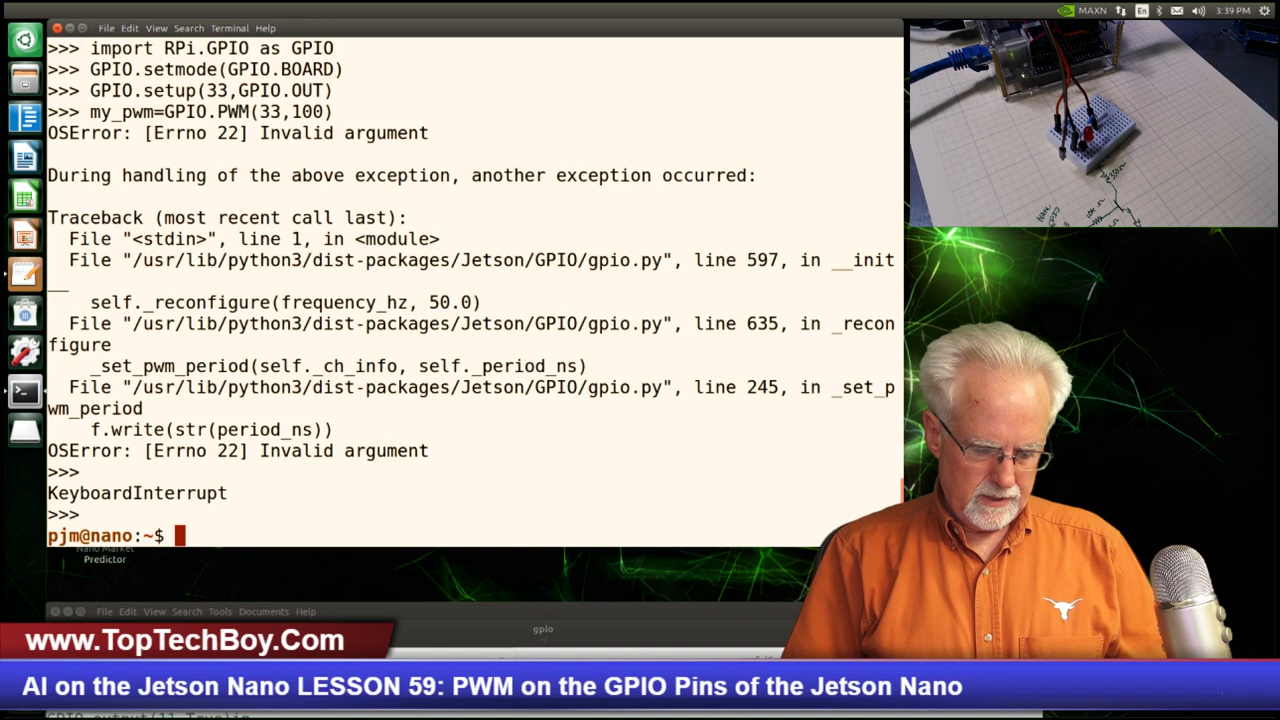 MAXN En 3:39 PM
File Edit View Search Terminal Help
>>> import RPi.GPIO as GPIO
>>> GPIO.setmode(GPIO.BOARD)
>>> GPIO.setup(33,GPIO.OUT)
>>> my_pwm=GPIO.PWM(33,100)
OSError: [Errno 22] Invalid argument
During handling of the above exception, another exception occurred:
Traceback (most recent call last):
File "<stdin>", line 1, in <module>
File "/usr/lib/python3/dist-packages/Jetson/GPIO/gpio.py", line 597, in __init
__
self._reconfigure(frequency_hz, 50.0)
File "/usr/lib/python3/dist-packages/Jetson/GPIO/gpio.py", line 635, in _recon
figure
_set_pwm_period(self._ch_info, self._period_ns)
File "/usr/lib/python3/dist-packages/Jetson/GPIO/gpio.py", line 245, in _set_p
wm_period
f.write(str(period_ns))
OSError: [Errno 22] Invalid argument
>>>
KeyboardInterrupt
>>>
pjm@nano:~$
Nano Market
Predictor
File Edit View Search Tools Documents Help
gpio
www.TopTechBoy.Com
AI on the Jetson Nano LESSON 59: PWM on the GPIO Pins of the Jetson Nano